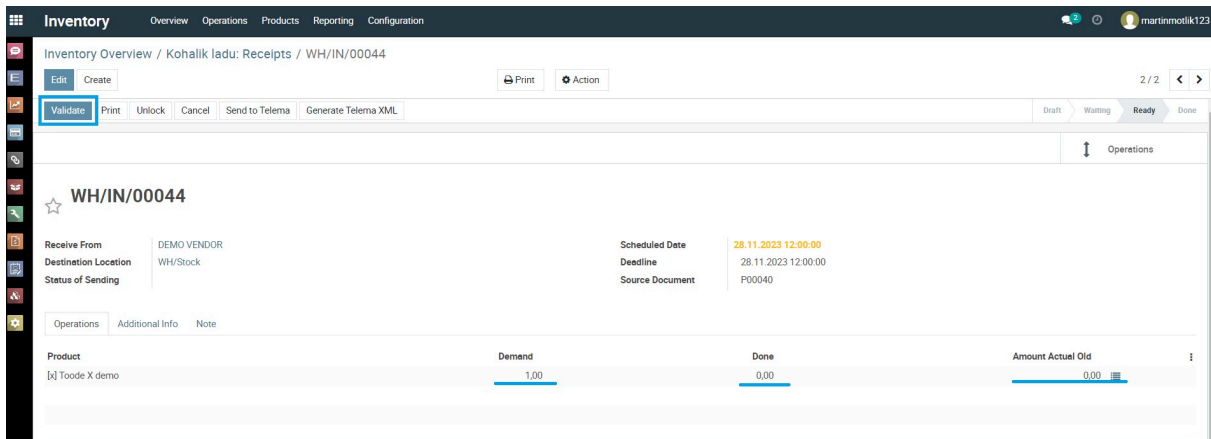 Inventory Overview Operations Products Reporting Configuration 2 martinmotlik123
Inventory Overview / Kohalik ladu: Receipts / WH/IN/00044
Edit Create Print Action 2 / 2
Validate Print Unlock Cancel Send to Telema Generate Telema XML Draft Waiting Ready Done
Operations
WH/IN/00044
Receive From DEMO VENDOR Scheduled Date 28.11.2023 12:00:00
Destination Location WH/Stock Deadline 28.11.2023 12:00:00
Status of Sending Source Document P00040
Operations Additional Info Note
Product Demand Done Amount Actual Old
[x] Toode X demo 1,00 0,00 0,00